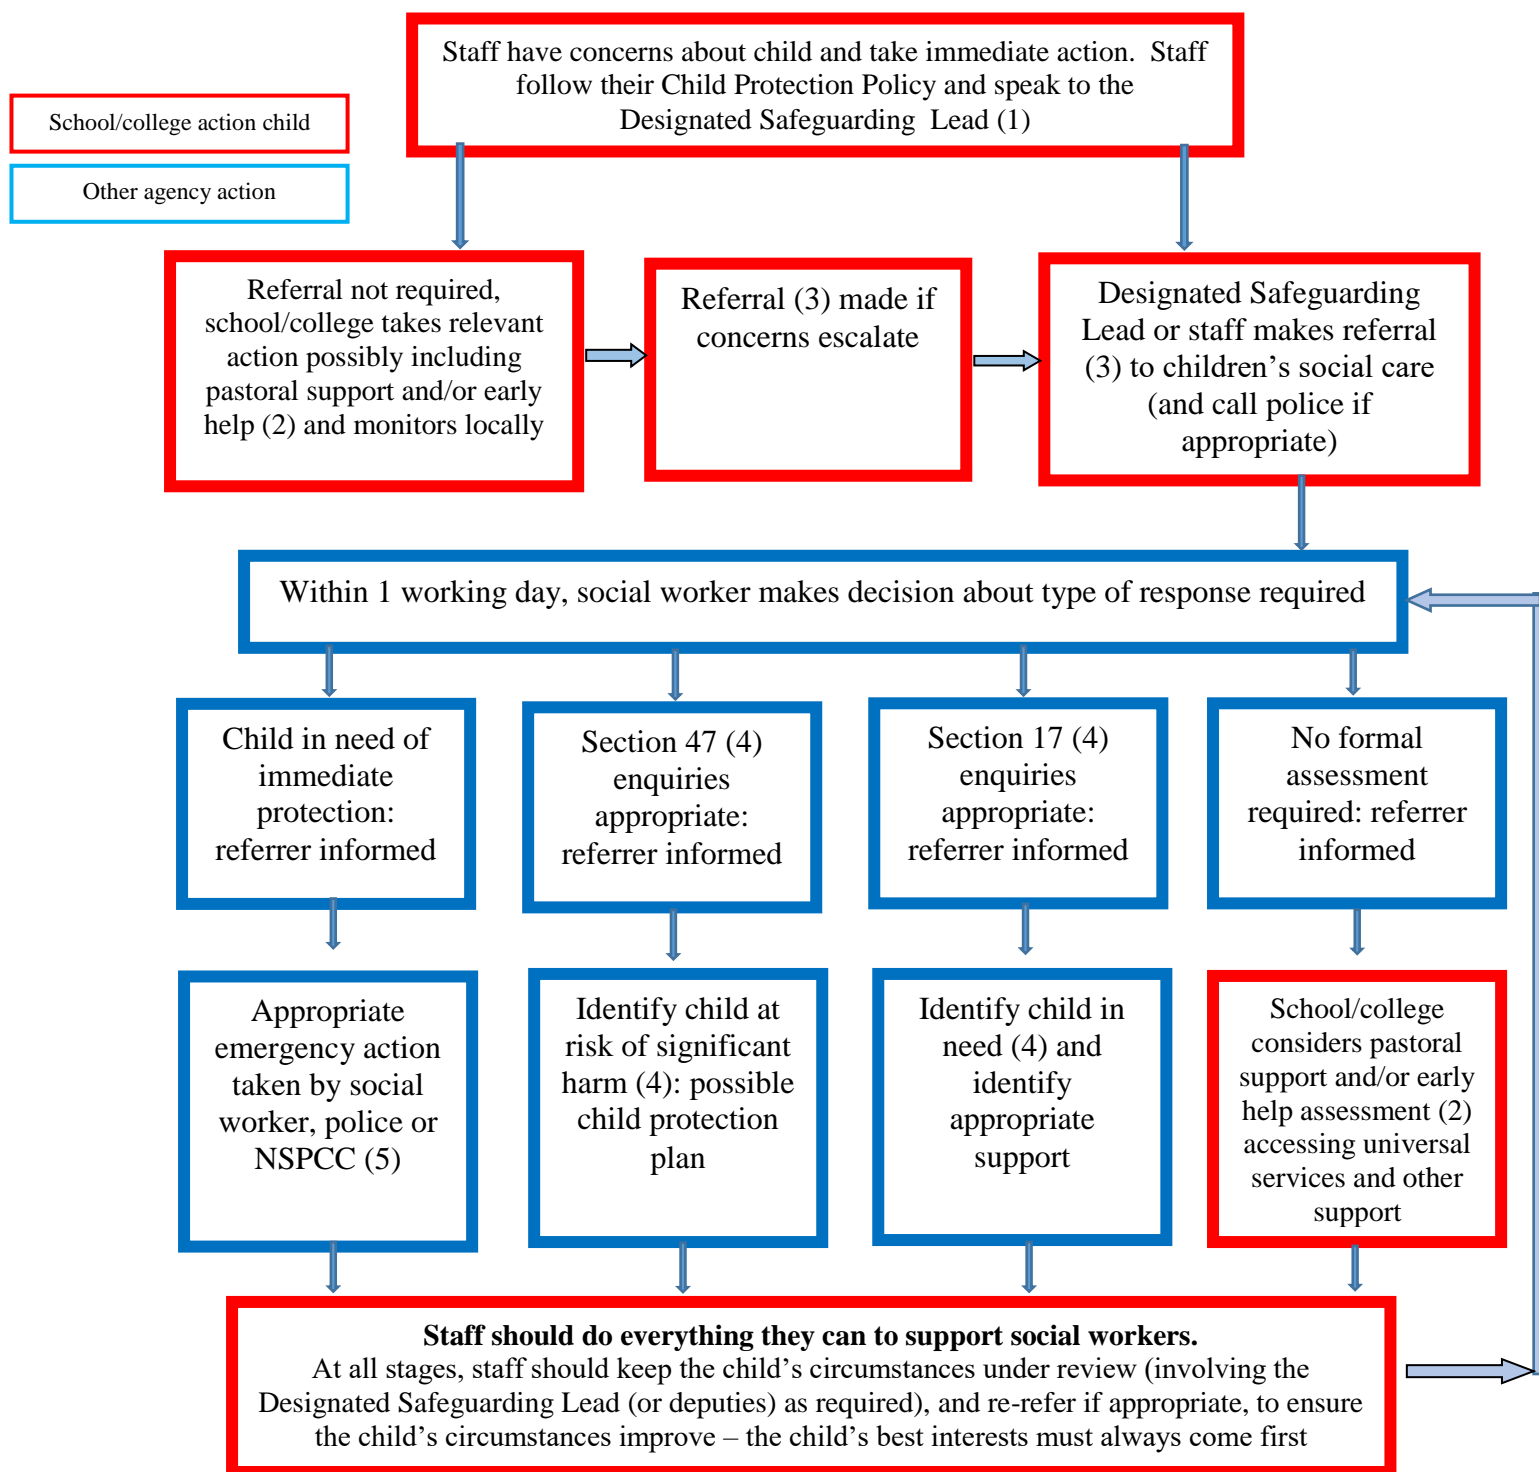 Staff have concerns about child and take immediate action.  Staff
follow their Child Protection Policy and speak to the
Designated Safeguarding  Lead (1)
School/college action child
Other agency action
Referral not required,
school/college takes relevant
action possibly including
pastoral support and/or early
help (2) and monitors locally
Referral (3) made if
concerns escalate
Designated Safeguarding
Lead or staff makes referral
(3) to children’s social care
(and call police if
appropriate)
Within 1 working day, social worker makes decision about type of response required
Child in need of
immediate
protection:
referrer informed
Section 47 (4)
enquiries
appropriate:
referrer informed
Section 17 (4)
enquiries
appropriate:
referrer informed
No formal
assessment
required: referrer
informed
Appropriate
emergency action
taken by social
worker, police or
NSPCC (5)
Identify child at
risk of significant
harm (4): possible
child protection
plan
Identify child in
need (4) and
identify
appropriate
support
School/college
considers pastoral
support and/or early
help assessment (2)
accessing universal
services and other
support
Staff should do everything they can to support social workers.
At all stages, staff should keep the child’s circumstances under review (involving the
Designated Safeguarding Lead (or deputies) as required), and re-refer if appropriate, to ensure
the child’s circumstances improve – the child’s best interests must always come first